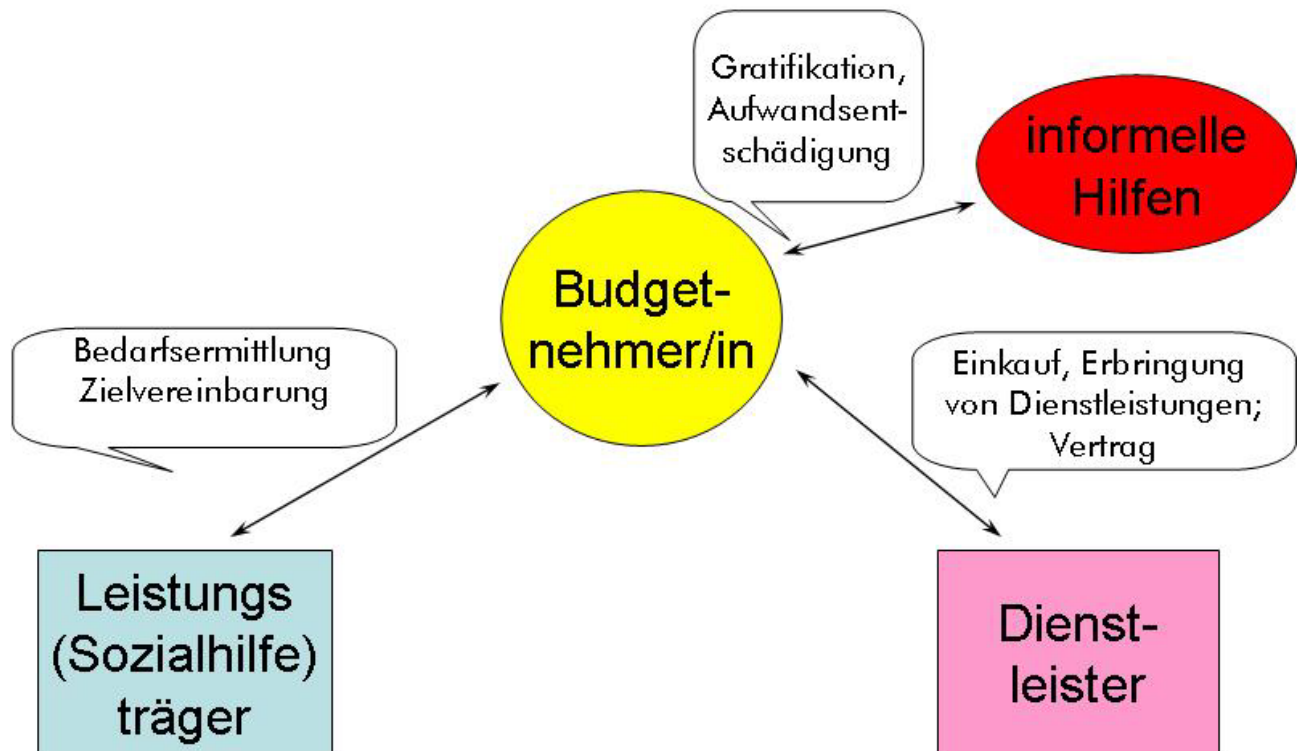 Gratifikation,
Aufwandsent-
schädigung
informelle
Hilfen
Budget-
nehmer/in
Bedarfsermittlung
Zielvereinbarung
Einkauf, Erbringung
von Dienstleistungen;
Vertrag
Leistungs
(Sozialhilfe)
träger
Dienst-
leister